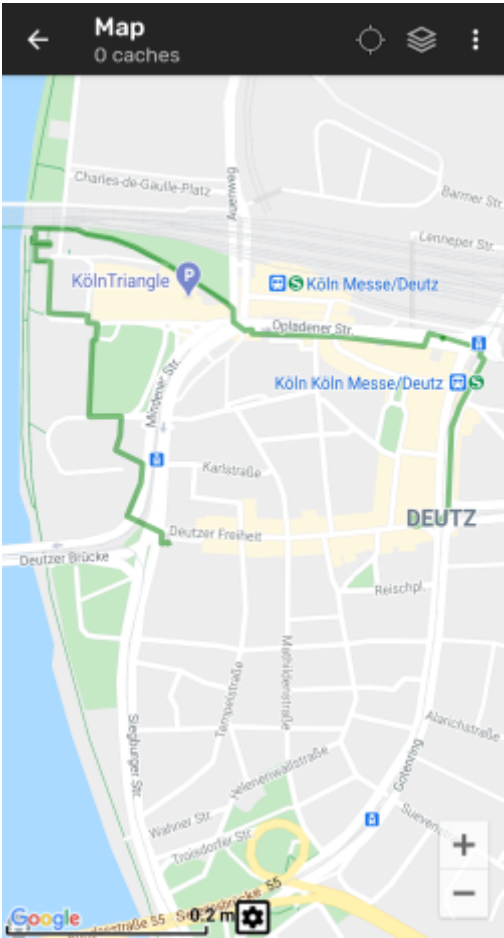 Map
0 caches
Charles-de-Gaulle-Platz
Auenweg
Barmer Str.
Lenneper Str.
KölnTriangle
P
S Köln Messe/Deutz
Opladener Str.
Köln Köln Messe/Deutz S
Mindener Str.
Karlstraße
DEUTZ
Deutzer Freiheit
Deutzer Brücke
Reischpl.
Tempelstraße
Mathildenstraße
Siegburger Str.
Alarichstraße
Gotenring
Helenenwallstraße
Wahner Str.
Troisdorfer Str.
+
−
Google
0.2 m